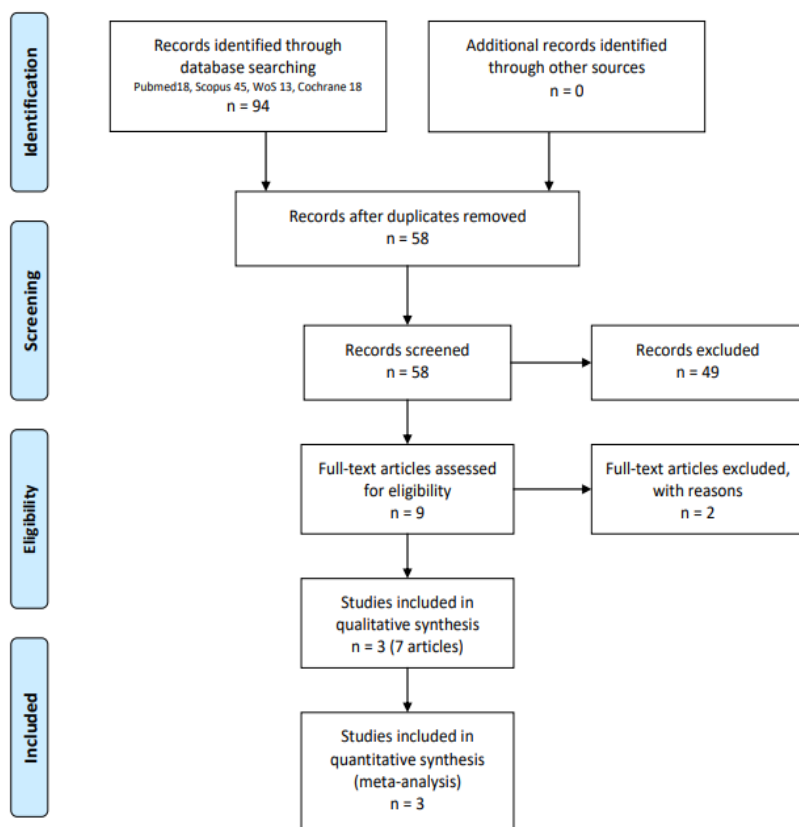 Identification
Records identified through
database searching
Pubmed18, Scopus 45, WoS 13, Cochrane 18
n = 94
Additional records identified
through other sources
n = 0
Records after duplicates removed
n = 58
Screening
Records screened
n = 58
Records excluded
n = 49
Eligibility
Full-text articles assessed
for eligibility
n = 9
Full-text articles excluded,
with reasons
n = 2
Studies included in
qualitative synthesis
n = 3 (7 articles)
Included
Studies included in
quantitative synthesis
(meta-analysis)
n = 3